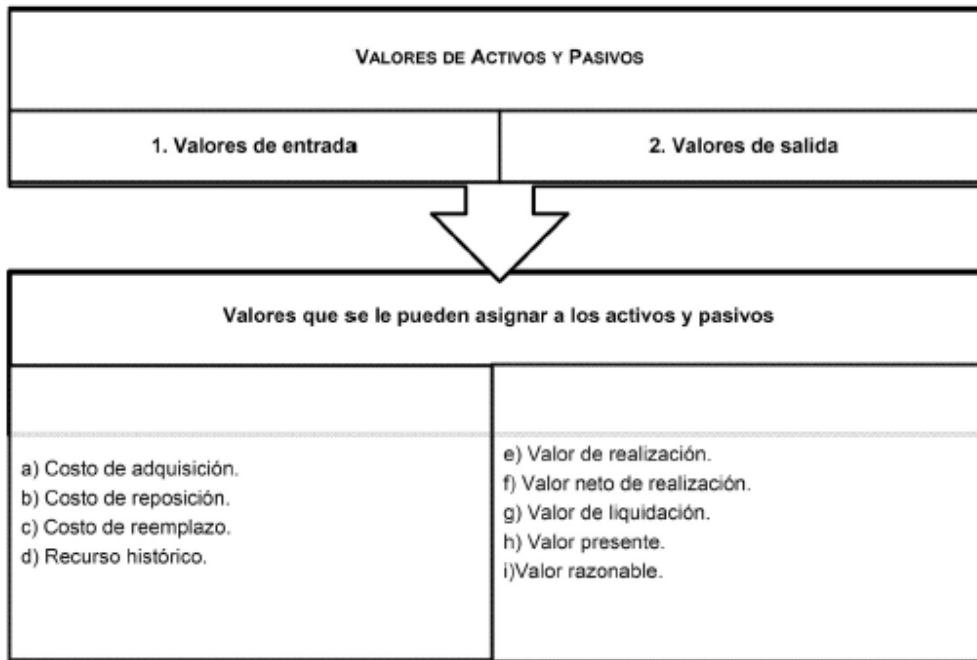 VALORES DE ACTIVOS Y PASIVOS
1. Valores de entrada
2. Valores de salida
Valores que se le pueden asignar a los activos y pasivos
a) Costo de adquisición.
b) Costo de reposición.
c) Costo de reemplazo.
d) Recurso histórico.
e) Valor de realización.
f) Valor neto de realización.
g) Valor de liquidación.
h) Valor presente.
i)Valor razonable.